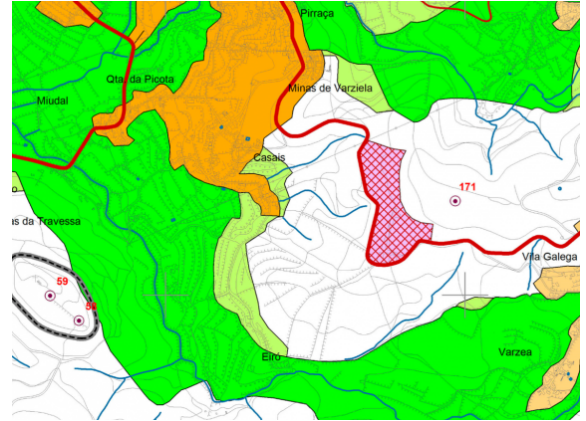 Pirraça
Qta. da Picota
Minas de Varziela
Miudal
Casais
171
as da Travessa
Vila Galega
59
Varzea
Eiró